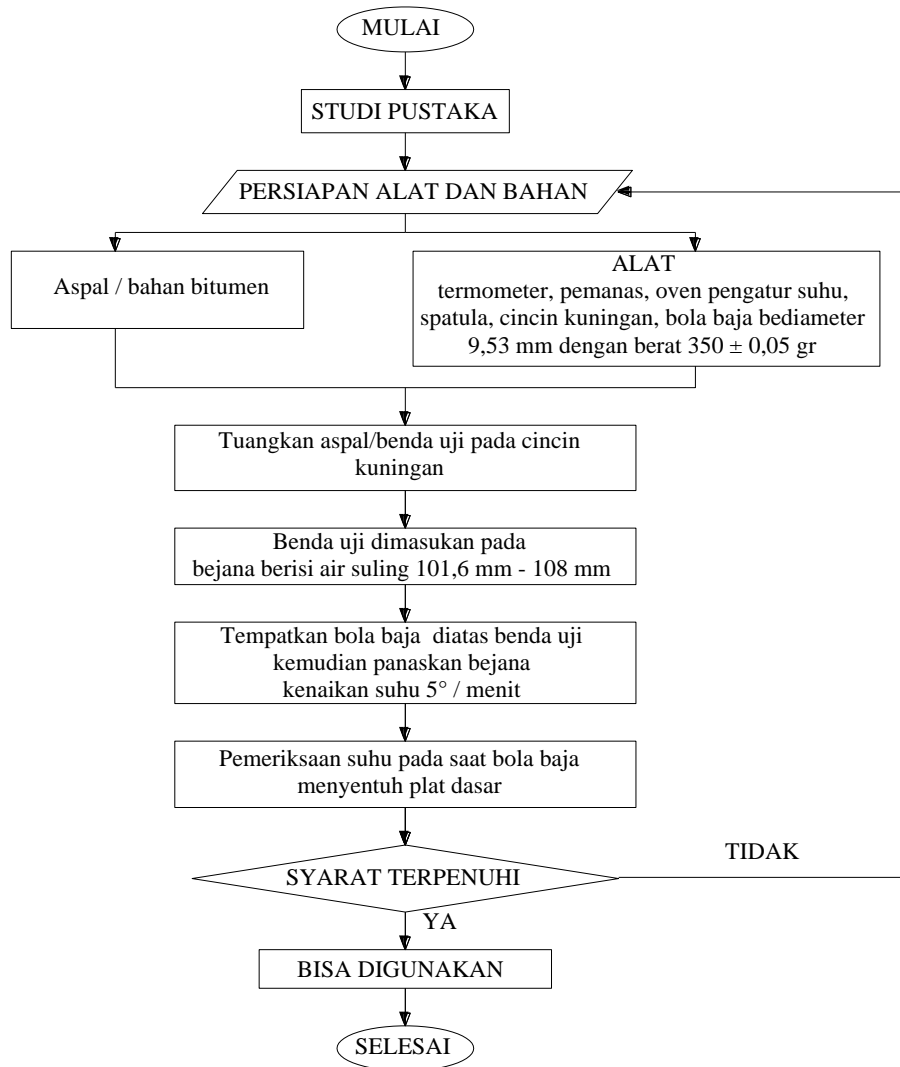 MULAI
STUDI PUSTAKA
PERSIAPAN ALAT DAN BAHAN
Aspal / bahan bitumen
ALAT
termometer, pemanas, oven pengatur suhu,
spatula, cincin kuningan, bola baja bediameter
9,53 mm dengan berat 350 ± 0,05 gr
Tuangkan aspal/benda uji pada cincin
kuningan
Benda uji dimasukan pada
bejana berisi air suling 101,6 mm - 108 mm
Tempatkan bola baja diatas benda uji
kemudian panaskan bejana
kenaikan suhu 5° / menit
Pemeriksaan suhu pada saat bola baja
menyentuh plat dasar
SYARAT TERPENUHI
TIDAK
YA
BISA DIGUNAKAN
SELESAI